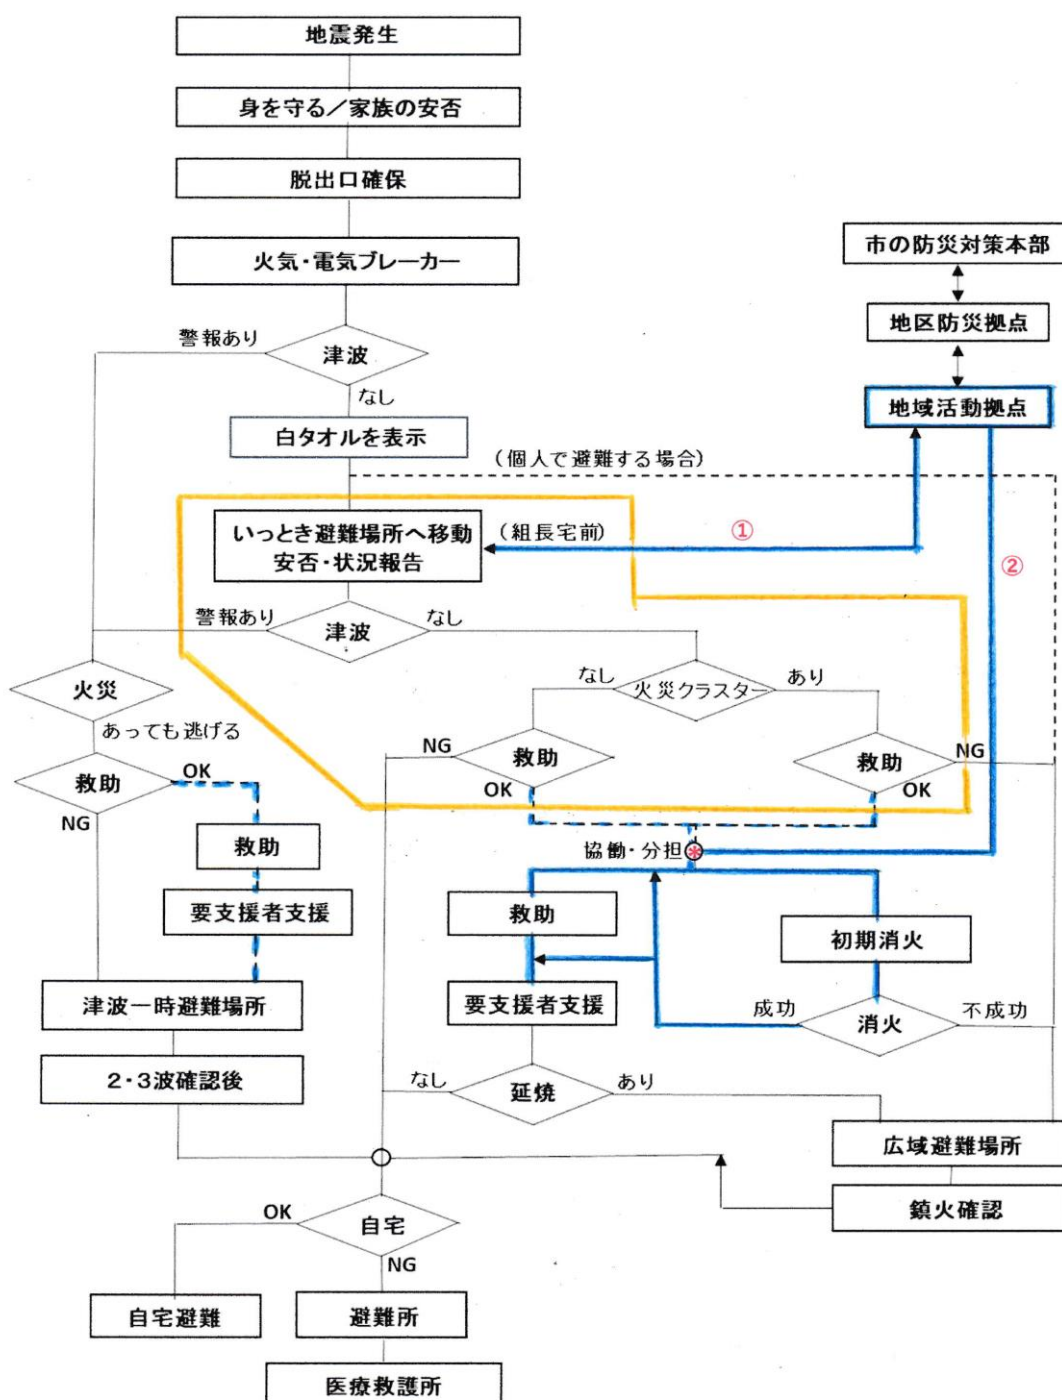 地震発生
身を守る／家族の安否
脱出口確保
火気・電気ブレーカー
市の防災対策本部
地区防災拠点
地域活動拠点
警報あり
津波
なし
白タオルを表示
（個人で避難する場合）
いっとき避難場所へ移動
安否・状況報告
（組長宅前）
①
②
警報あり
津波
なし
火災
あっても逃げる
なし
火災クラスター
あり
NG
救助
OK
救助
NG
OK
救助
OK
NG
救助
要支援者支援
協働・分担
*
救助
初期消火
要支援者支援
成功
消火
不成功
津波一時避難場所
2・3波確認後
なし
延焼
あり
広域避難場所
鎮火確認
OK
自宅
NG
自宅避難
避難所
医療救護所